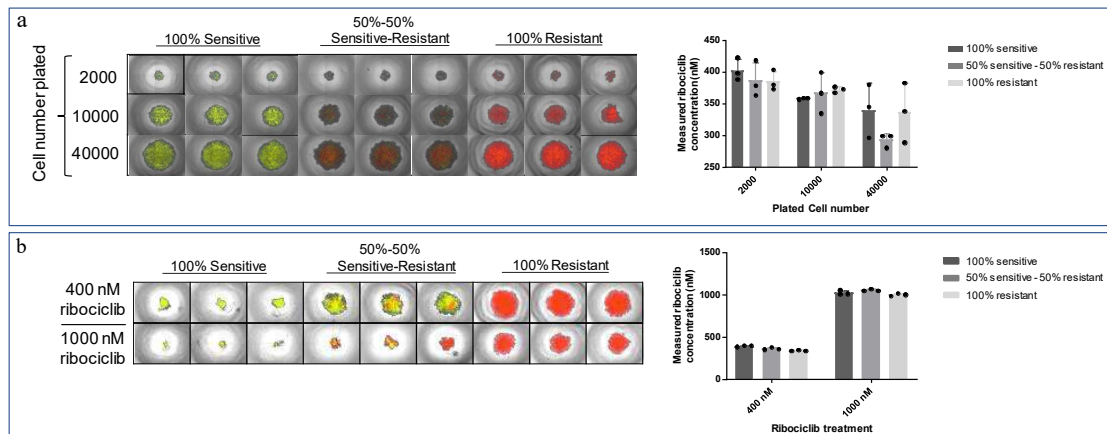 a
50%-50%
100% Sensitive
Sensitive-Resistant
100% Resistant
Cell number plated
2000
10000
40000
Measured ribociclib
concentration(nM)
450
400
350
300
250
2000
10000
40000
Plated Cell number
100% sensitive
50% sensitive - 50% resistant
100% resistant
b
50%-50%
100% Sensitive
Sensitive-Resistant
100% Resistant
400 nM
ribociclib
1000 nM
ribociclib
Measured ribociclib
concentration (nM)
1500
1000
500
0
400 nM
1000 nM
Ribociclib treatment
100% sensitive
50% sensitive - 50% resistant
100% resistant